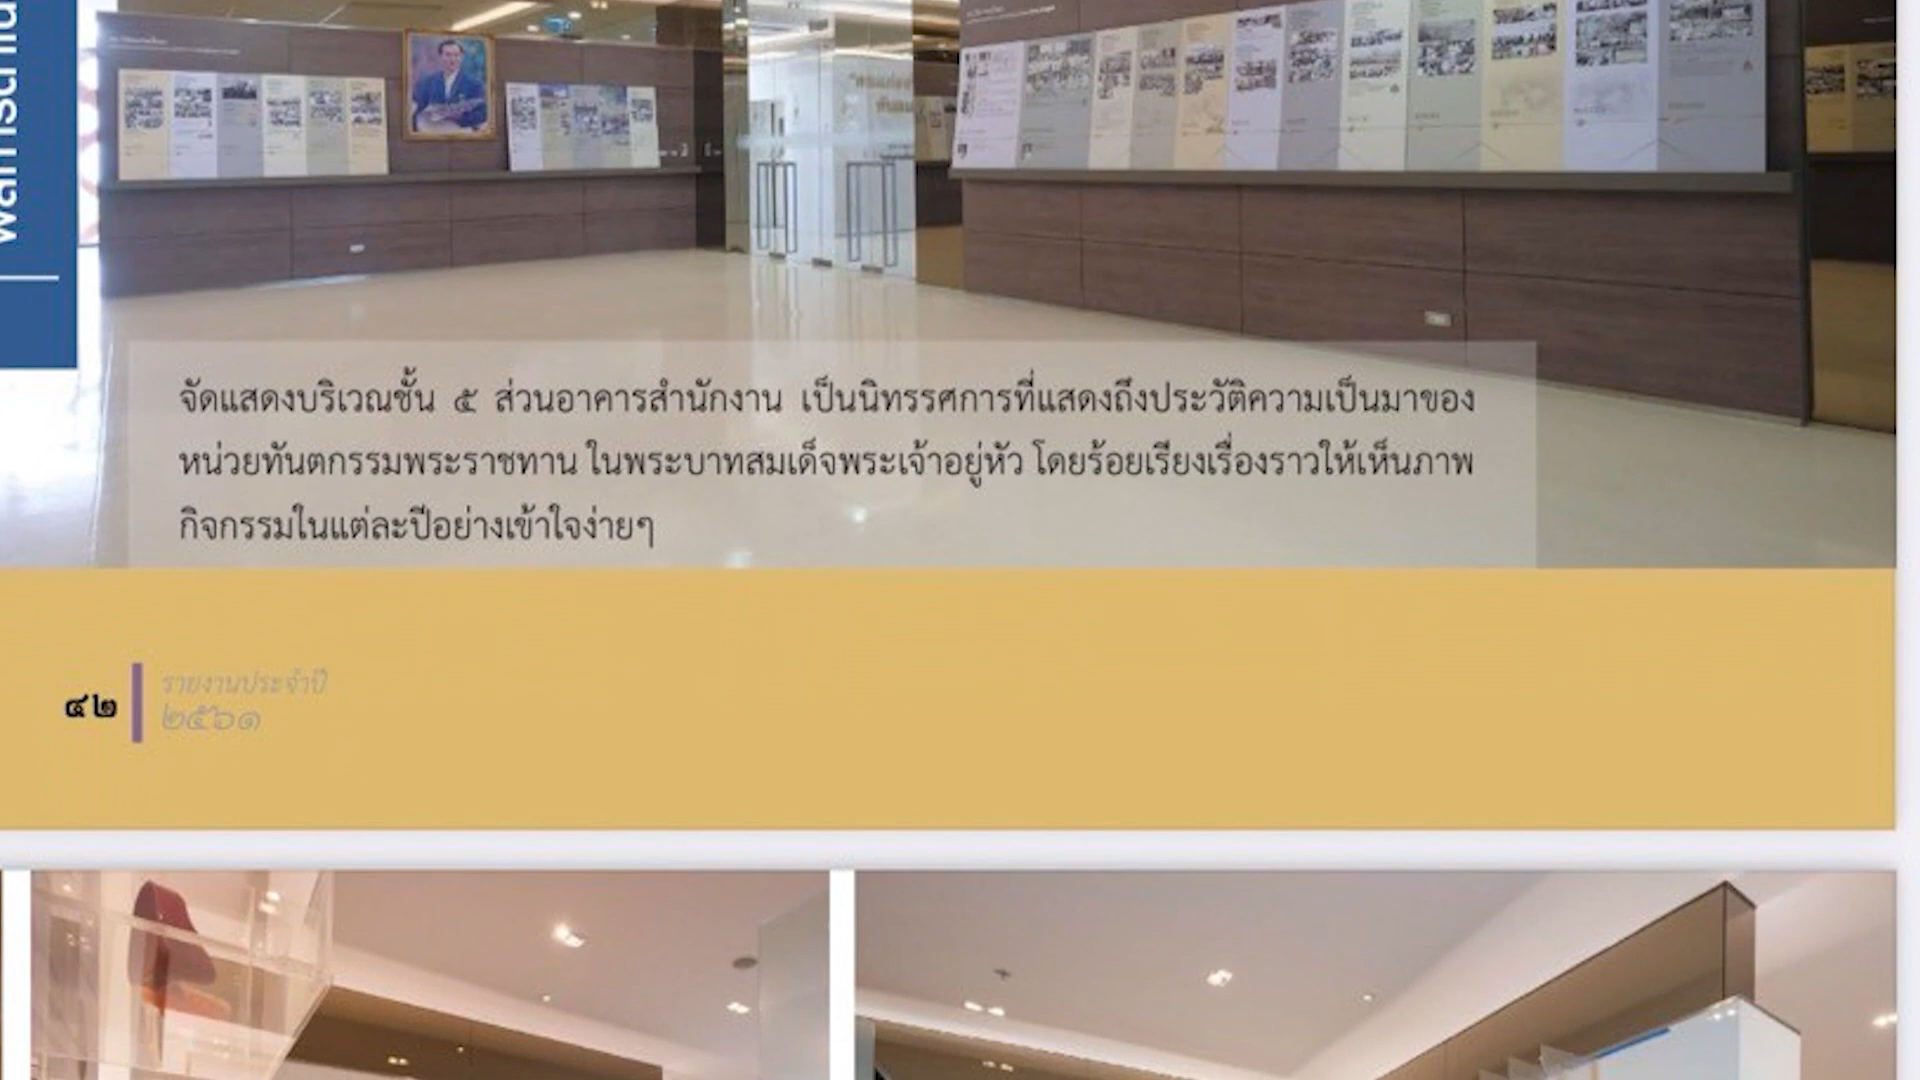 จัดแสดงบริเวณชั้น ๕ ส่วนอาคารสำนักงาน เป็นนิทรรศการที่แสดงถึงประวัติความเป็นมาของ
หน่วยทันตกรรมพระราชทาน ในพระบาทสมเด็จพระเจ้าอยู่หัว โดยร้อยเรียงเรื่องราวให้เห็นภาพ
กิจกรรมในแต่ละปีอย่างเข้าใจง่ายๆ
๔๒
รายงานประจำปี
๒๕๖๑